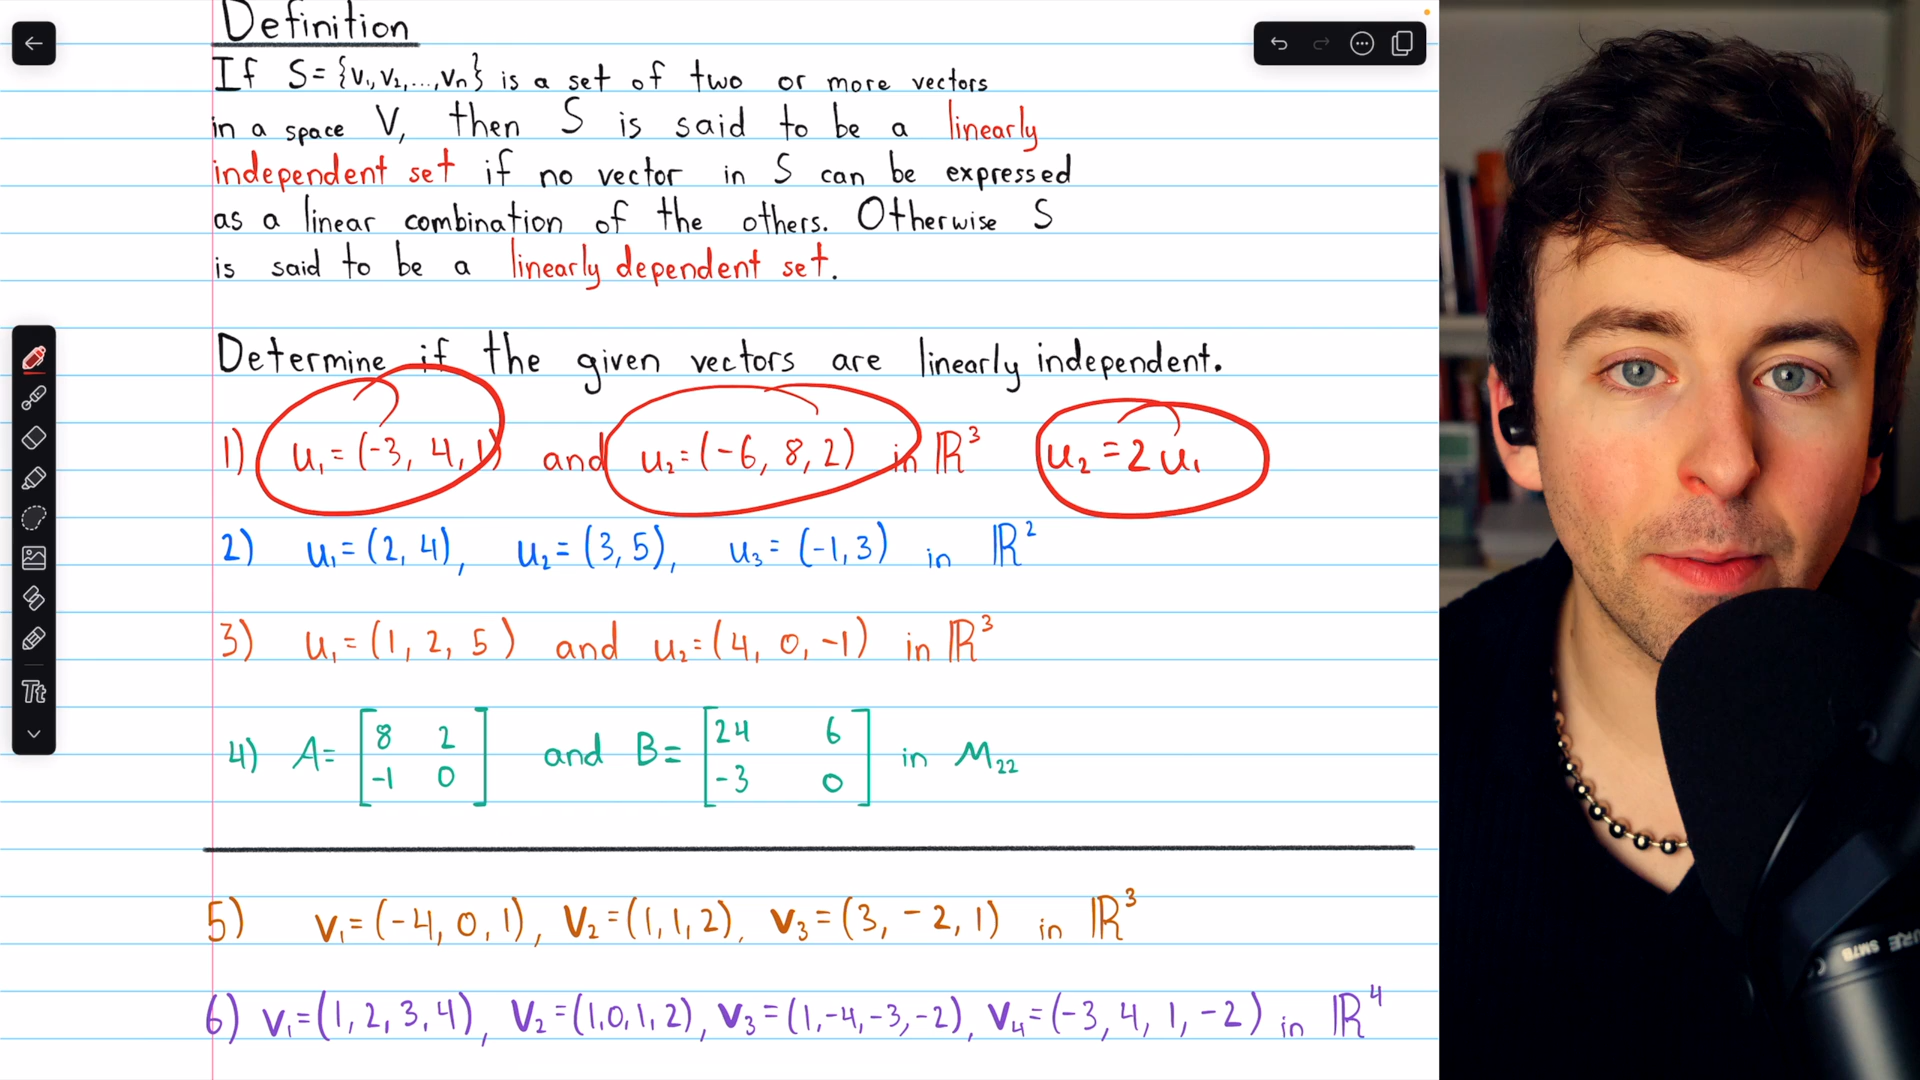 Definition
If S={v₁,v₂,...,vₙ} is a set of two or more vectors
in a space V, then S is said to be a linearly
independent set if no vector in S can be expressed
as a linear combination of the others. Otherwise S
is said to be a linearly dependent set.
Determine if the given vectors are linearly independent.
1) u₁=(-3, 4, 1) and u₂=(-6, 8, 2) in ℝ³ u₂=2u₁
2) u₁=(2, 4), u₂=(3, 5), u₃=(-1, 3) in ℝ²
3) u₁=(1, 2, 5) and u₂=(4, 0, -1) in ℝ³
4) A=[8 2
-1 0] and B=[24 6
-3 0] in M₂₂
5) v₁=(-4, 0, 1), v₂=(1, 1, 2), v₃=(3, -2, 1) in ℝ³
6) v₁=(1, 2, 3, 4), v₂=(1,0,1,2), v₃=(1,-4,-3,-2), v₄=(-3, 4, 1, -2) in ℝ⁴
Tt
SM7B